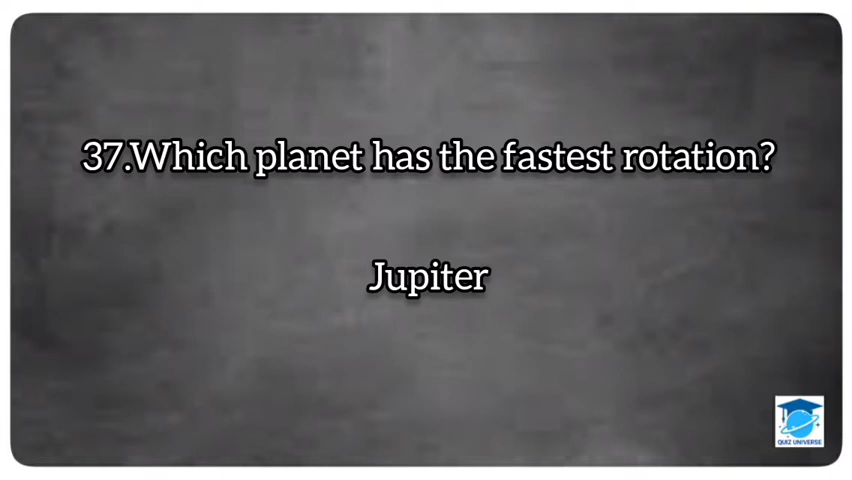 37.Which planet has the fastest rotation?
Jupiter
QUIZ UNIVERSE